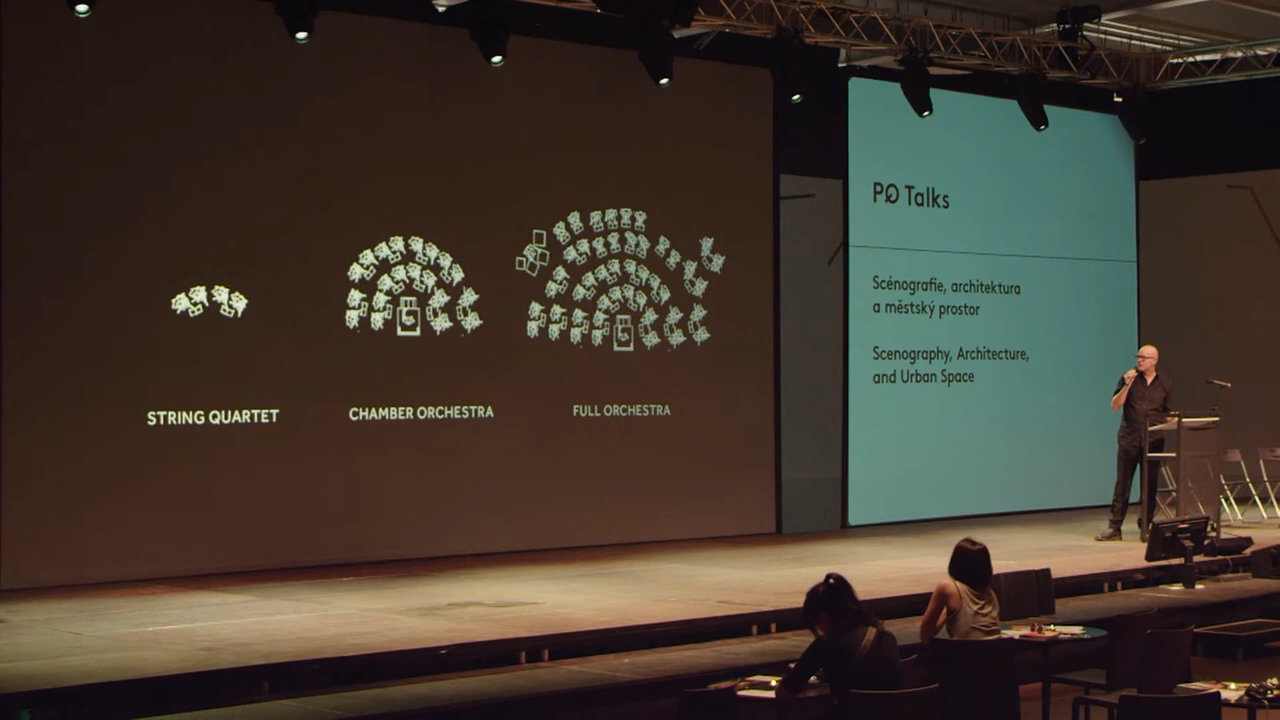 STRING QUARTET
CHAMBER ORCHESTRA
FULL ORCHESTRA
PQ Talks
Scénografie, architektura
a městský prostor
Scenography, Architecture,
and Urban Space